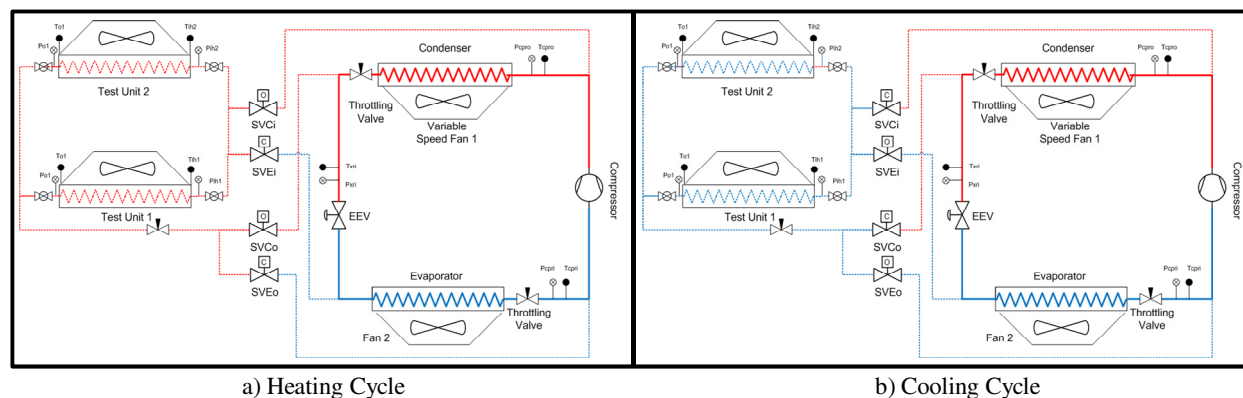 To1
Tih2
Po1
Pih2
Test Unit 2
To1
Tih1
Po1
Pih1
Test Unit 1
O
SVCi
C
SVEi
O
SVCo
C
SVEo
Condenser
Pcpro
Tcpro
Throttling
Valve
Variable
Speed Fan 1
Txri
Pxri
EEV
Compressor
Evaporator
Pcpri
Tcpri
Throttling
Valve
Fan 2
a) Heating Cycle
To1
Tih2
Po1
Pih2
Test Unit 2
To1
Tih1
Po1
Pih1
Test Unit 1
C
SVCi
O
SVEi
C
SVCo
O
SVEo
Condenser
Pcpro
Tcpro
Throttling
Valve
Variable
Speed Fan 1
Txri
Pxri
EEV
Compressor
Evaporator
Pcpri
Tcpri
Throttling
Valve
Fan 2
b) Cooling Cycle